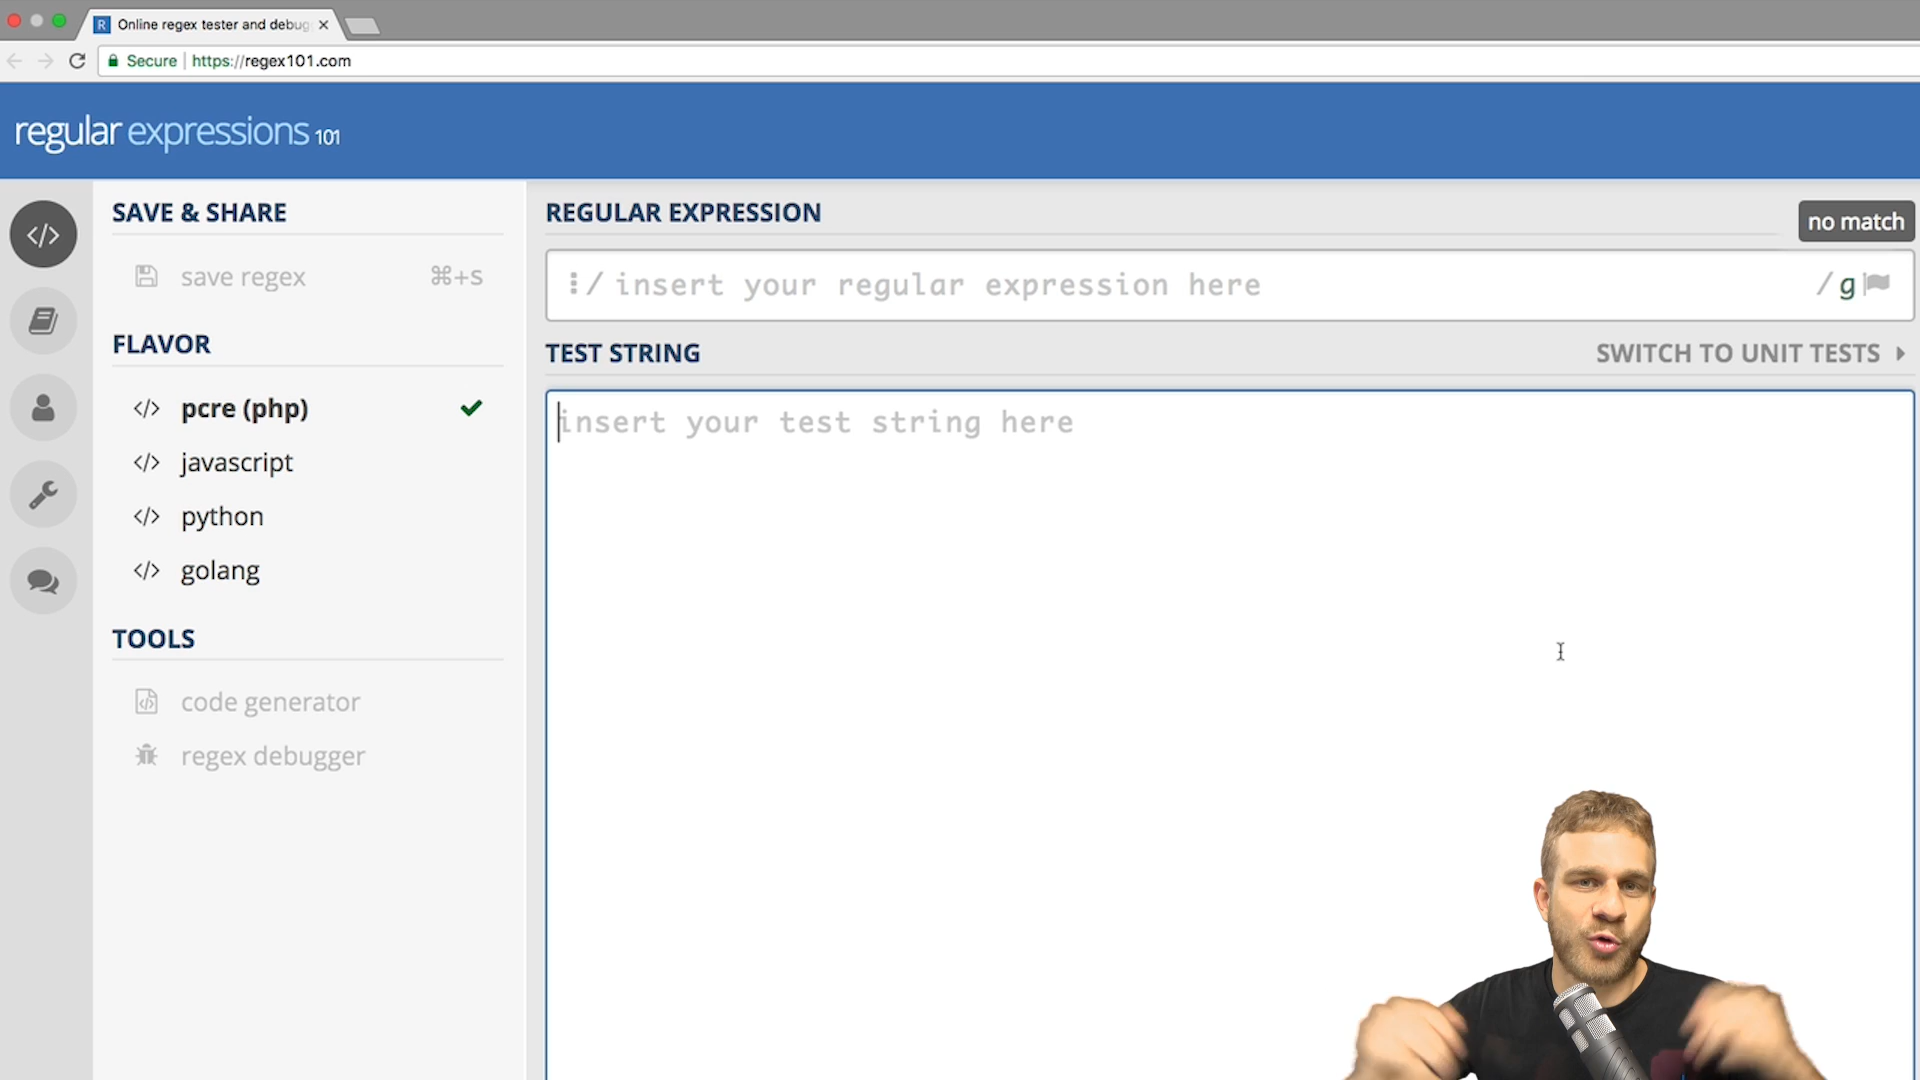 R Online regex tester and debug
Secure | https://regex101.com
regular expressions 101
SAVE & SHARE
save regex ⌘+S
FLAVOR
</> pcre (php)
</> javascript
</> python
</> golang
TOOLS
code generator
regex debugger
REGULAR EXPRESSION
no match
/ insert your regular expression here / g
TEST STRING
SWITCH TO UNIT TESTS
insert your test string here